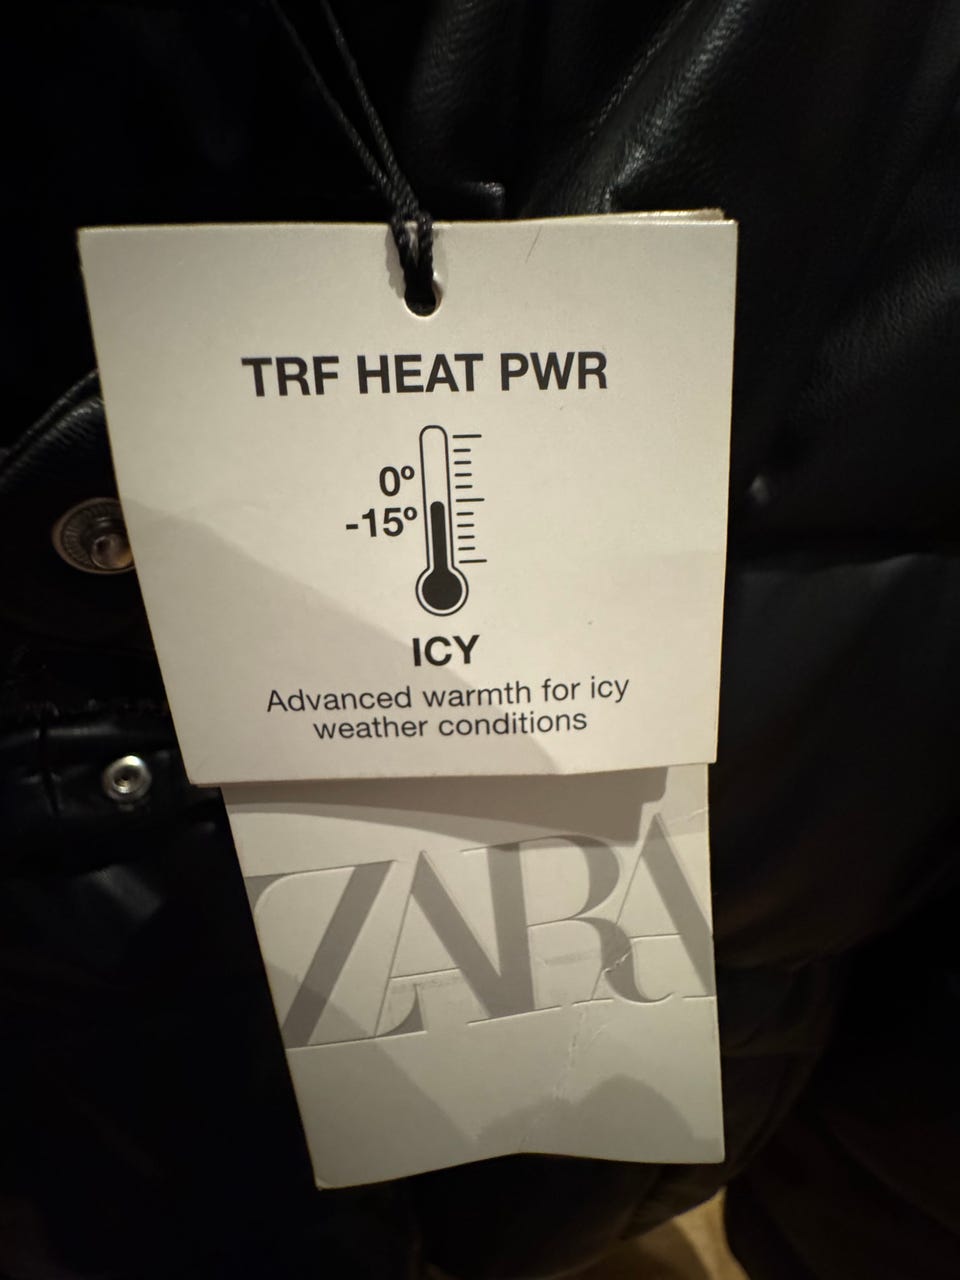 TRF HEAT PWR
0º
-15º
ICY
Advanced warmth for icy
weather conditions
ZARA